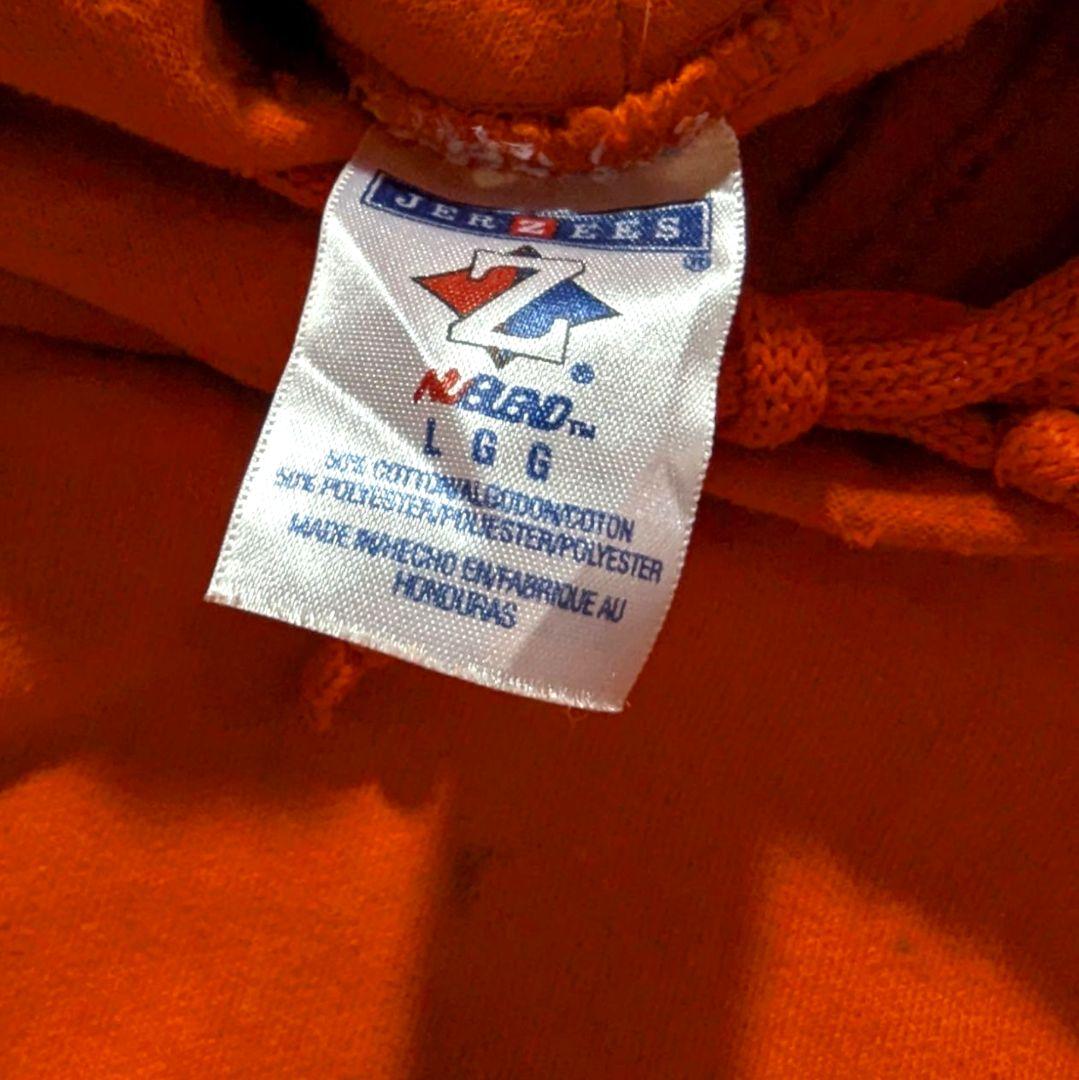 JERZEES®
Z®
NUBLEND™
L G G
50% COTTON/ALGODON/COTON
50% POLYESTER/POLIESTER/POLYESTER
MADE IN/HECHO EN/FABRIQUE AU
HONDURAS